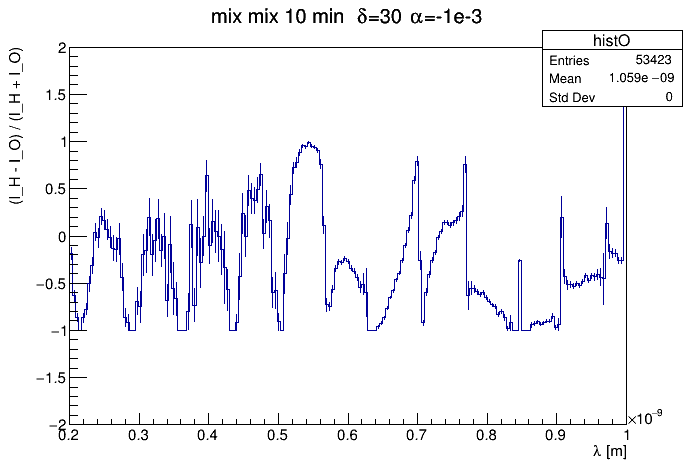 mix mix 10 min δ=30 α=-1e-3
histO
Entries 53423
Mean 1.059e−09
Std Dev 0
(I_H - I_O) / (I_H + I_O)
2
1.5
1
0.5
0
−0.5
−1
−1.5
−2
0.2 0.3 0.4 0.5 0.6 0.7 0.8 0.9 1
×10⁻⁹
λ [m]